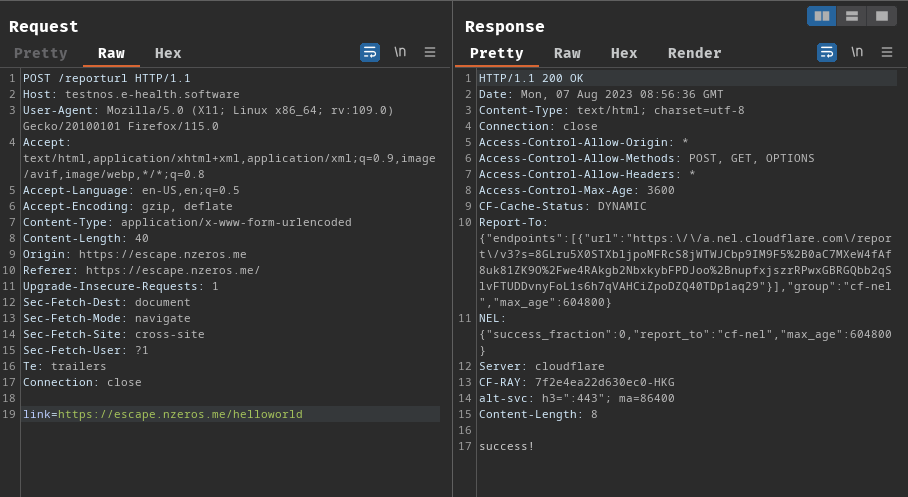 Request
Pretty Raw Hex \n
1 POST /reporturl HTTP/1.1
2 Host: testnos.e-health.software
3 User-Agent: Mozilla/5.0 (X11; Linux x86_64; rv:109.0)
Gecko/20100101 Firefox/115.0
4 Accept:
text/html,application/xhtml+xml,application/xml;q=0.9,image
/avif,image/webp,*/*;q=0.8
5 Accept-Language: en-US,en;q=0.5
6 Accept-Encoding: gzip, deflate
7 Content-Type: application/x-www-form-urlencoded
8 Content-Length: 40
9 Origin: https://escape.nzeros.me
10 Referer: https://escape.nzeros.me/
11 Upgrade-Insecure-Requests: 1
12 Sec-Fetch-Dest: document
13 Sec-Fetch-Mode: navigate
14 Sec-Fetch-Site: cross-site
15 Sec-Fetch-User: ?1
16 Te: trailers
17 Connection: close
18
19 link=https://escape.nzeros.me/helloworld
Response
Pretty Raw Hex Render \n
1 HTTP/1.1 200 OK
2 Date: Mon, 07 Aug 2023 08:56:36 GMT
3 Content-Type: text/html; charset=utf-8
4 Connection: close
5 Access-Control-Allow-Origin: *
6 Access-Control-Allow-Methods: POST, GET, OPTIONS
7 Access-Control-Allow-Headers: *
8 Access-Control-Max-Age: 3600
9 CF-Cache-Status: DYNAMIC
10 Report-To:
{"endpoints":[{"url":"https:\/\/a.nel.cloudflare.com\/repor
t\/v3?s=8GLru5X0STXbljpoMFRcS8jWTWJCbp9IM9F5%2B0aC7MXeW4fAf
8uk81ZK9O%2Fwe4RAkgb2NbxkybFPDJoo%2BnupfxjszrRPwxGBRGQbb2qS
lvFTUDDvnyFoL1s6h7qVAHCiZpoDZQ40TDp1aq29"}],"group":"cf-nel
","max_age":604800}
11 NEL:
{"success_fraction":0,"report_to":"cf-nel","max_age":604800
}
12 Server: cloudflare
13 CF-RAY: 7f2e4ea22d630ec0-HKG
14 alt-svc: h3=":443"; ma=86400
15 Content-Length: 8
16
17 success!